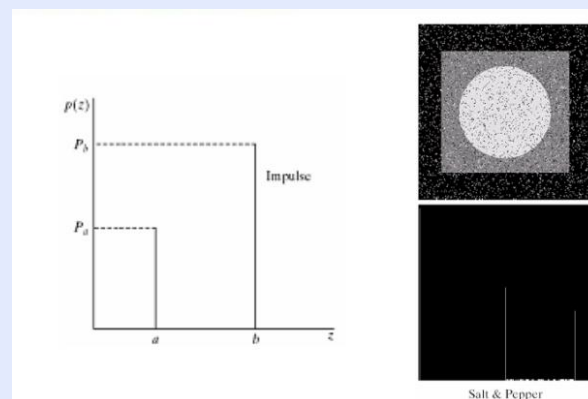 p(z)
P_b
Impulse
P_a
a
b
z
Salt & Pepper